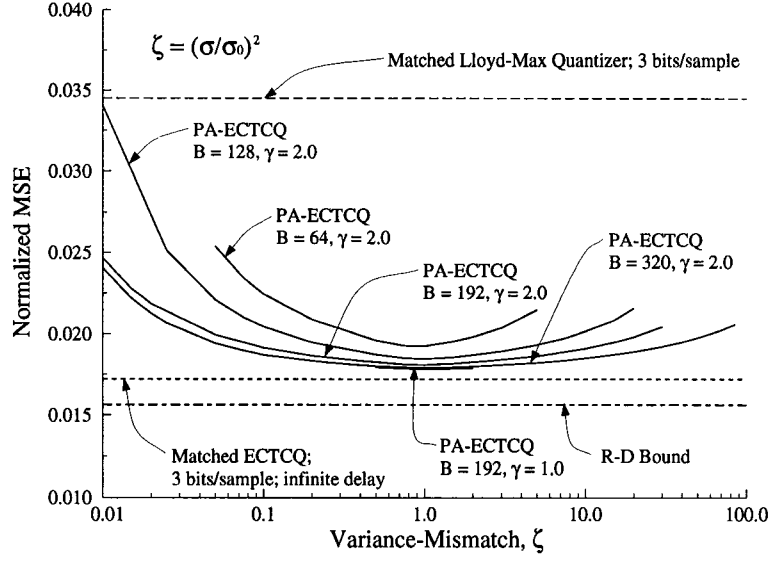 0.040
0.035
0.030
0.025
0.020
0.015
0.010
Normalized MSE
ζ = (σ/σ₀)²
Matched Lloyd-Max Quantizer; 3 bits/sample
PA-ECTCQ
B = 128, γ = 2.0
PA-ECTCQ
B = 64, γ = 2.0
PA-ECTCQ
B = 192, γ = 2.0
PA-ECTCQ
B = 320, γ = 2.0
Matched ECTCQ;
3 bits/sample; infinite delay
PA-ECTCQ
B = 192, γ = 1.0
R-D Bound
0.01
0.1
1.0
10.0
100.0
Variance-Mismatch, ζ